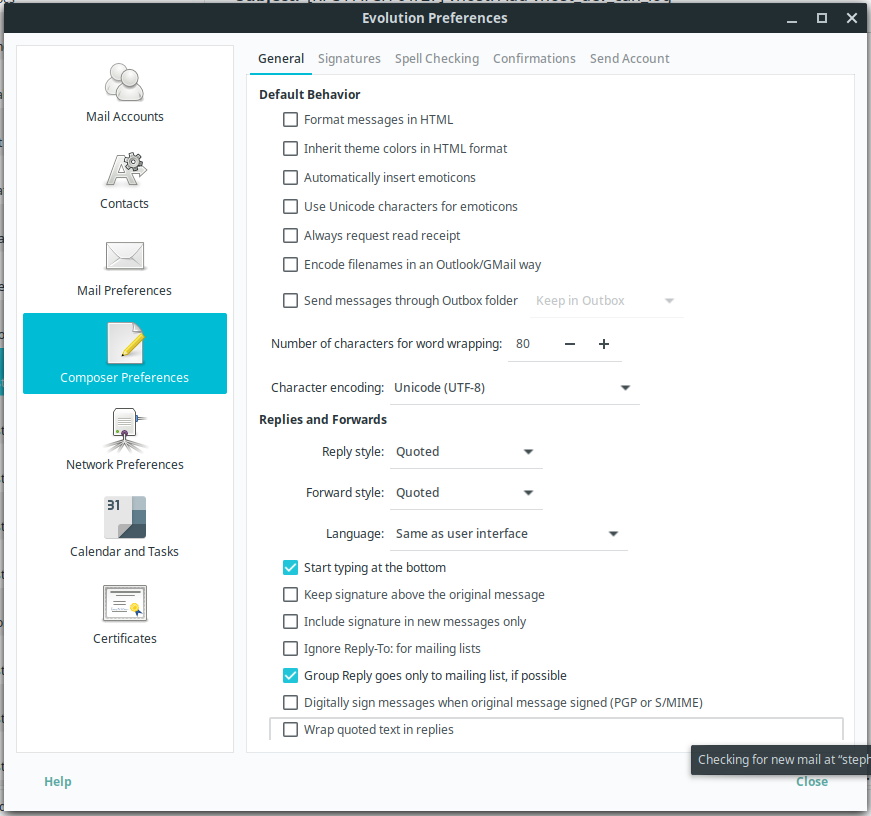 Evolution Preferences
Mail Accounts
Contacts
Mail Preferences
Composer Preferences
Network Preferences
31
Calendar and Tasks
Certificates
General Signatures Spell Checking Confirmations Send Account
Default Behavior
Format messages in HTML
Inherit theme colors in HTML format
Automatically insert emoticons
Use Unicode characters for emoticons
Always request read receipt
Encode filenames in an Outlook/GMail way
Send messages through Outbox folder Keep in Outbox
Number of characters for word wrapping: 80 − +
Character encoding: Unicode (UTF-8)
Replies and Forwards
Reply style: Quoted
Forward style: Quoted
Language: Same as user interface
Start typing at the bottom
Keep signature above the original message
Include signature in new messages only
Ignore Reply-To: for mailing lists
Group Reply goes only to mailing list, if possible
Digitally sign messages when original message signed (PGP or S/MIME)
Wrap quoted text in replies
Checking for new mail at “steph
Help Close